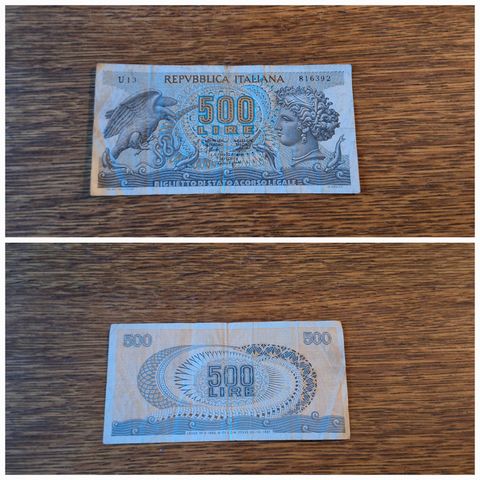 U13 REPVBBLICA ITALIANA 816392
500
LIRE
BIGLIETTO DI STATO A CORSO LEGALE
500 500
500
LIRE